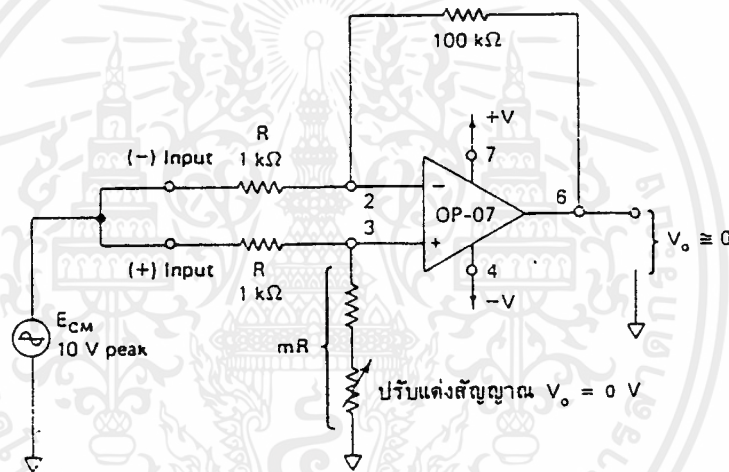 100 kΩ
R
1 kΩ
(-) Input
+V
7
2
-
OP-07
6
3
+
(+) Input
R
1 kΩ
4
-V
V₀ ≅ 0
E_CM
10 V peak
mR
ปรับแต่งสัญญาณ V₀ = 0 V